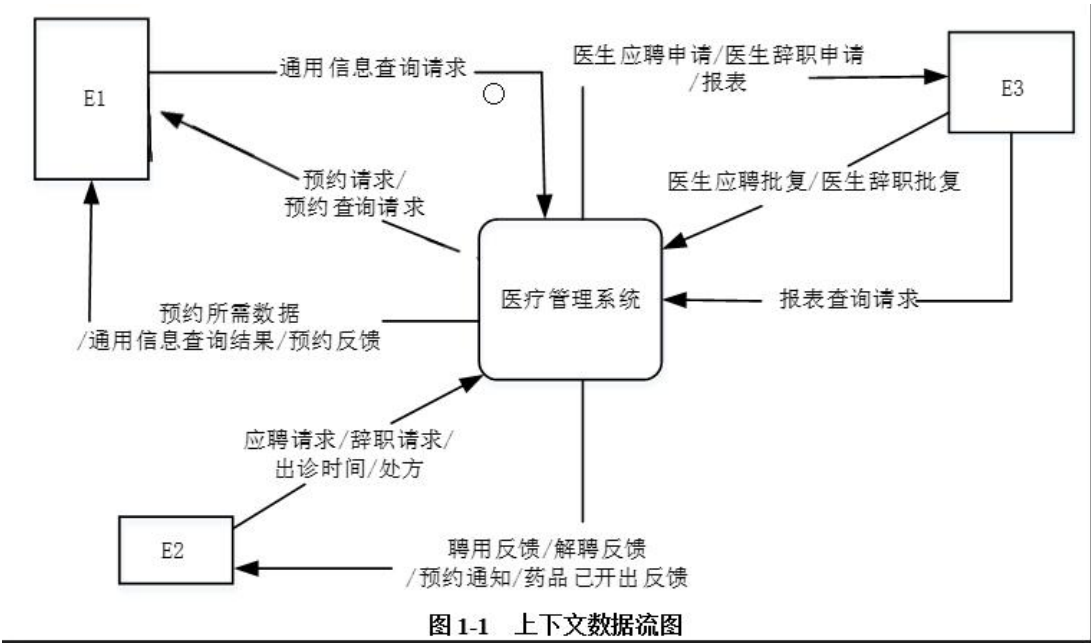 通用信息查询请求
医生应聘申请/医生辞职申请
/报表
E1
E3
预约请求/
预约查询请求
医生应聘批复/医生辞职批复
医疗管理系统
报表查询请求
预约所需数据
/通用信息查询结果/预约反馈
应聘请求/辞职请求/
出诊时间/处方
E2
聘用反馈/解聘反馈
/预约通知/药品已开出反馈
图 1-1 上下文数据流图